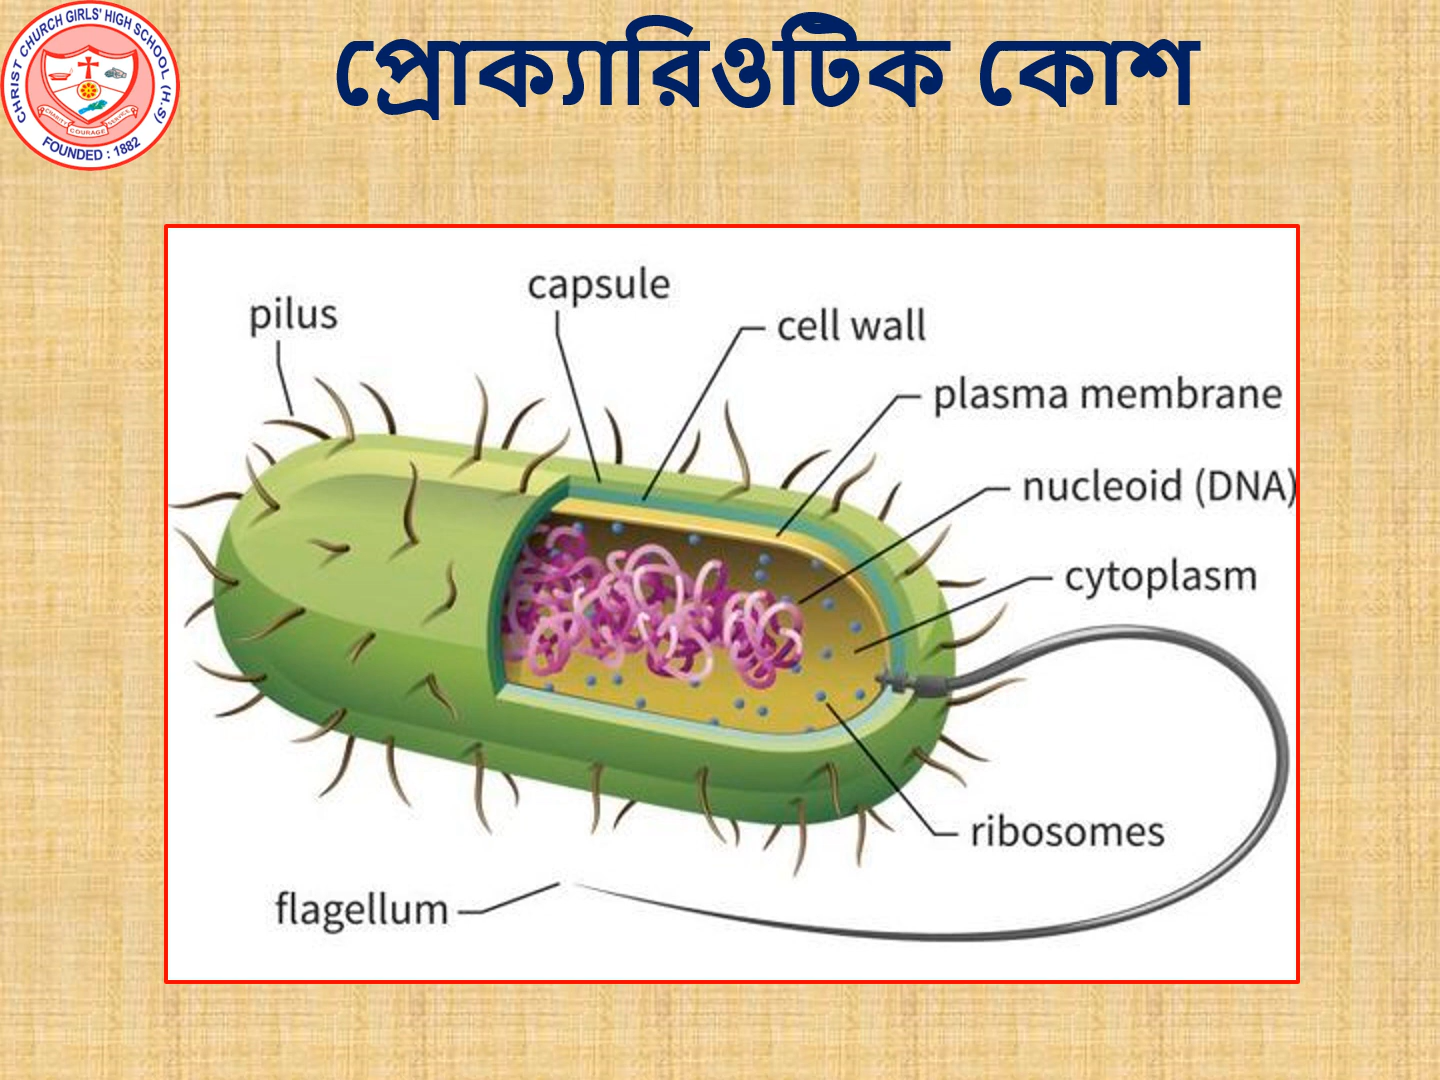 CHRIST CHURCH GIRLS' HIGH SCHOOL (H.S)
COURAGE
FOUNDED : 1882
প্রোক্যারিওটিক কোশ
capsule
pilus
cell wall
plasma membrane
nucleoid (DNA)
cytoplasm
ribosomes
flagellum